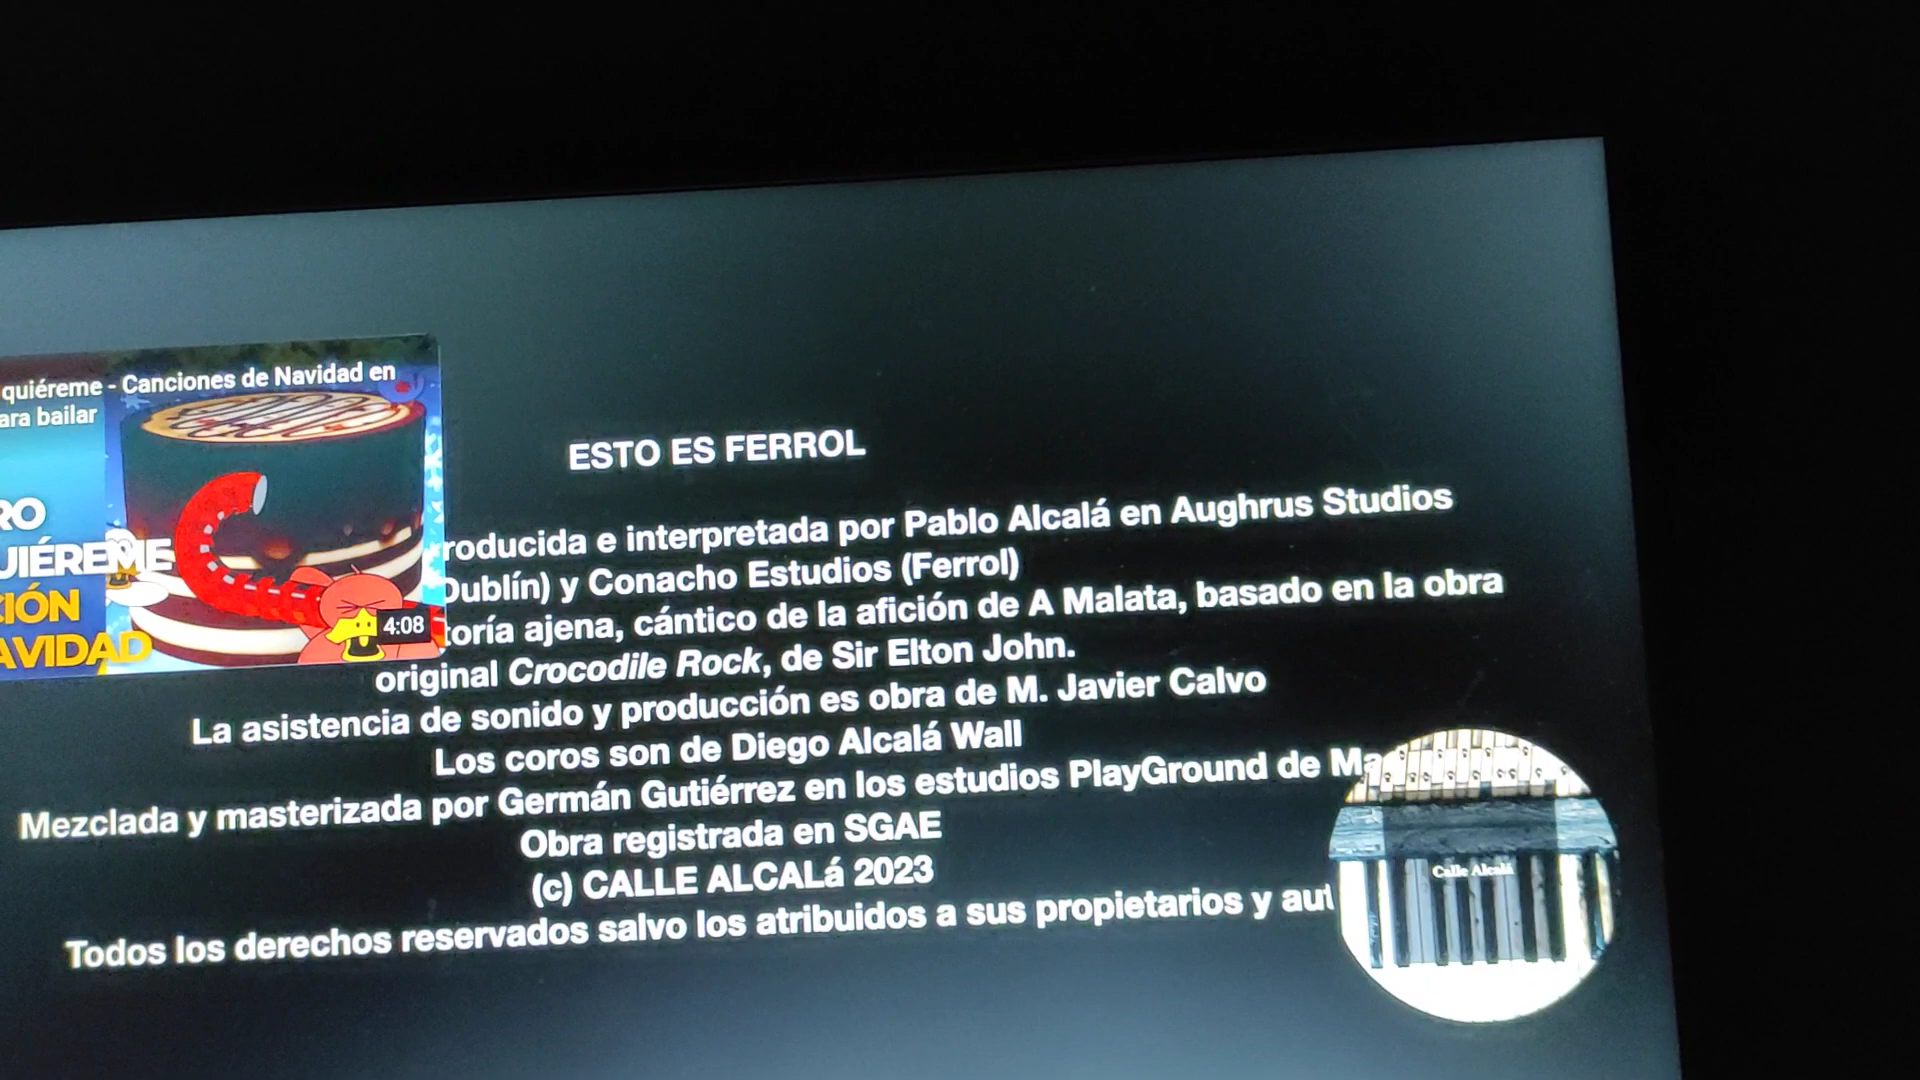 quiéreme - Canciones de Navidad en
ara bailar
RO
UIÉREME
CIÓN
AVIDAD
4:08
ESTO ES FERROL
roducida e interpretada por Pablo Alcalá en Aughrus Studios
Dublín) y Conacho Estudios (Ferrol)
toría ajena, cántico de la afición de A Malata, basado en la obra
original Crocodile Rock, de Sir Elton John.
La asistencia de sonido y producción es obra de M. Javier Calvo
Los coros son de Diego Alcalá Wall
Mezclada y masterizada por Germán Gutiérrez en los estudios PlayGround de Ma
Obra registrada en SGAE
(c) CALLE ALCALá 2023
Todos los derechos reservados salvo los atribuidos a sus propietarios y aut
Calle Alcalá